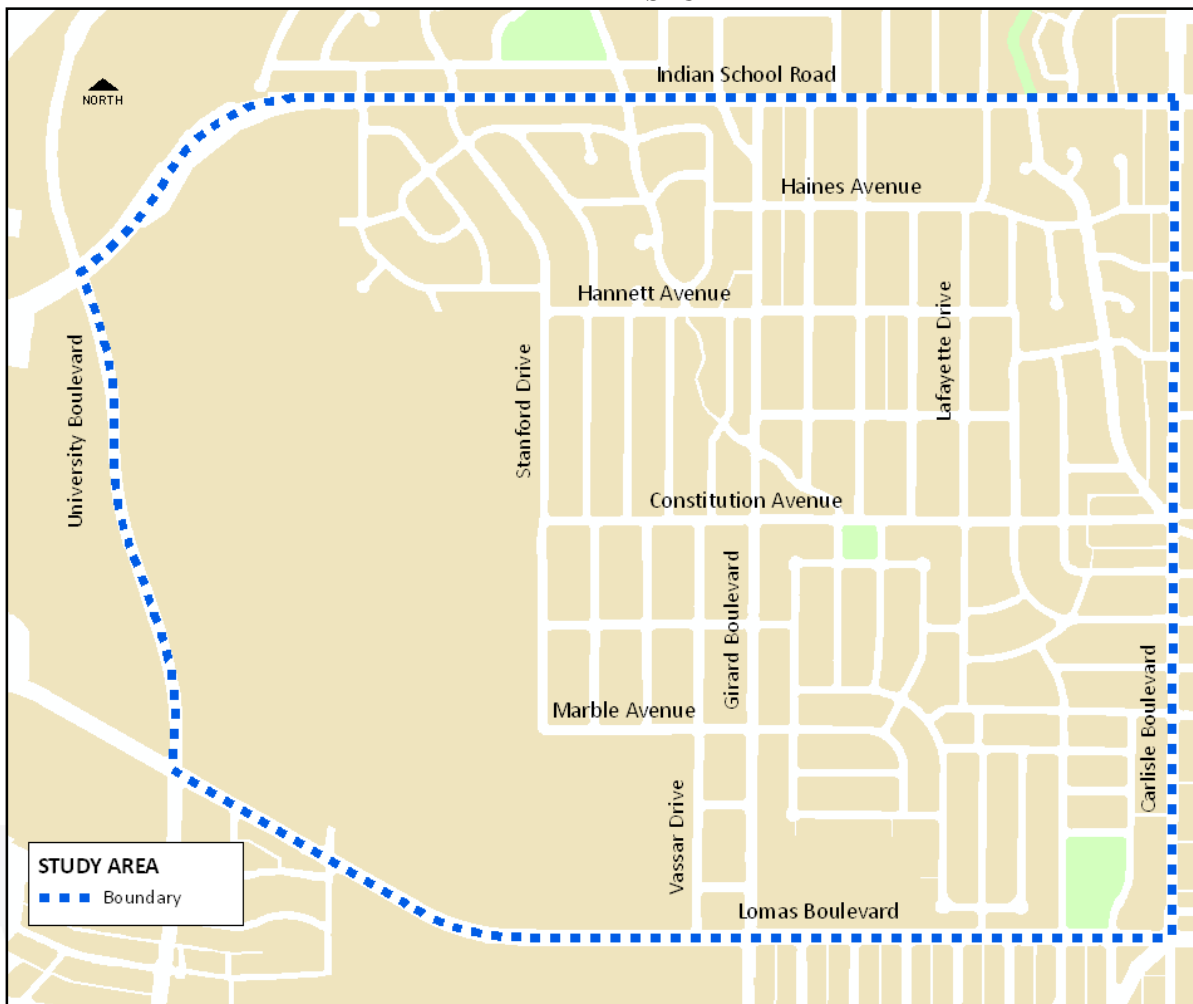 Indian School Road
NORTH
Haines Avenue
Hannett Avenue
Lafayette Drive
Stanford Drive
University Boulevard
Constitution Avenue
Girard Boulevard
Carlisle Boulevard
Marble Avenue
Vassar Drive
STUDY AREA
Boundary
Lomas Boulevard